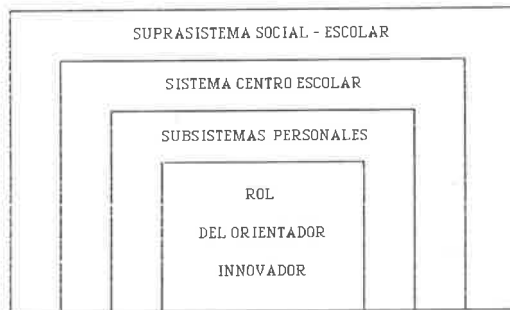 SUPRASISTEMA SOCIAL - ESCOLAR
SISTEMA CENTRO ESCOLAR
SUBSISTEMAS PERSONALES
ROL
DEL ORIENTADOR
INNOVADOR